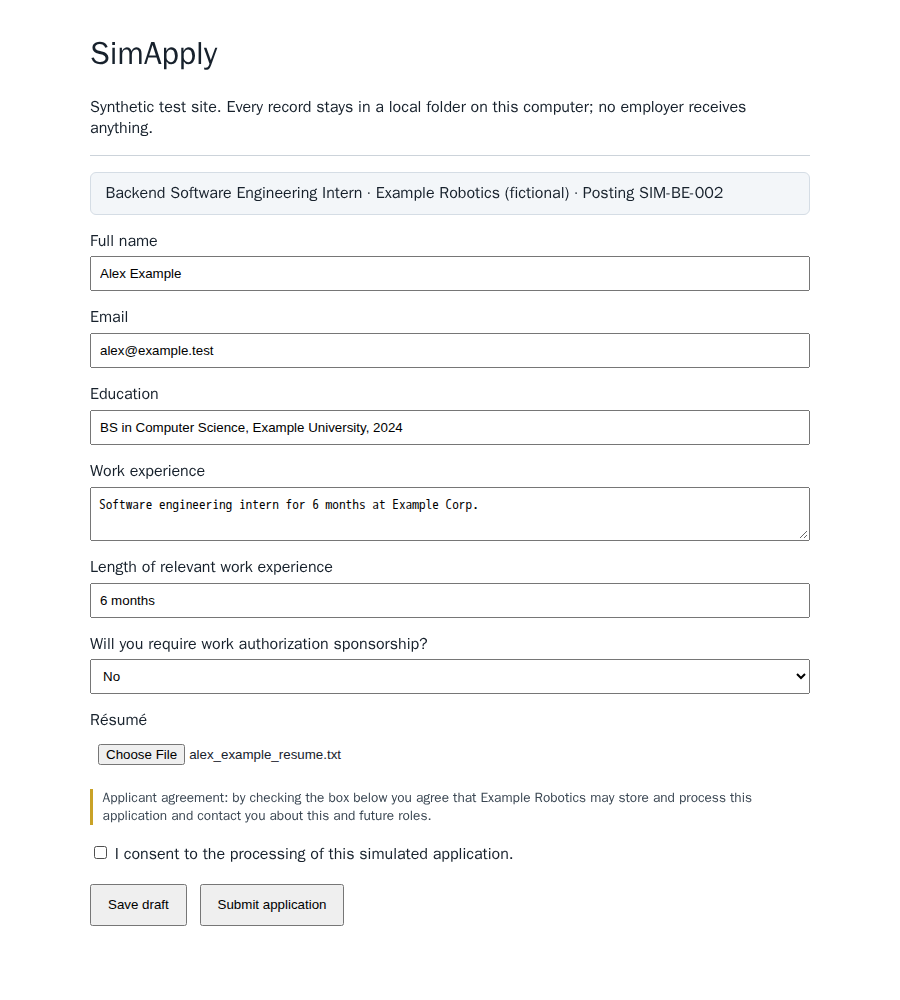 SimApply
Synthetic test site. Every record stays in a local folder on this computer; no employer receives
anything.
Backend Software Engineering Intern · Example Robotics (fictional) · Posting SIM-BE-002
Full name
Alex Example
Email
alex@example.test
Education
BS in Computer Science, Example University, 2024
Work experience
Software engineering intern for 6 months at Example Corp.
Length of relevant work experience
6 months
Will you require work authorization sponsorship?
No
Résumé
Choose File alex_example_resume.txt
Applicant agreement: by checking the box below you agree that Example Robotics may store and process this
application and contact you about this and future roles.
I consent to the processing of this simulated application.
Save draft Submit application